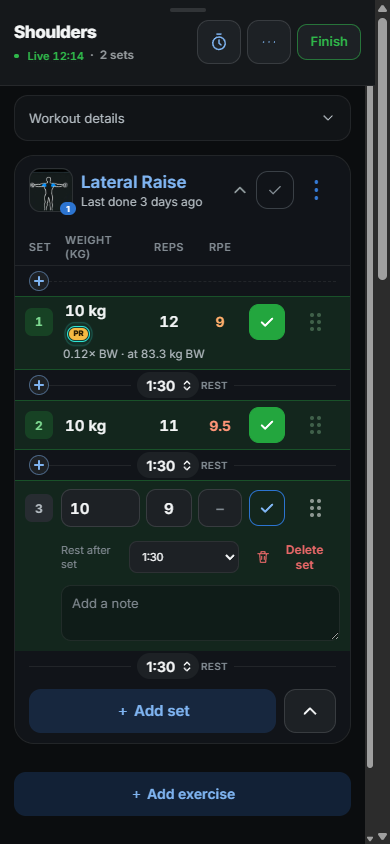 Shoulders
Live 12:14 · 2 sets
Finish
Workout details
Lateral Raise
1
Last done 3 days ago
SET WEIGHT (KG) REPS RPE
1 10 kg 12 9
PR
0.12× BW · at 83.3 kg BW
1:30 REST
2 10 kg 11 9.5
1:30 REST
3 10 9 –
Rest after set 1:30 Delete set
Add a note
1:30 REST
+ Add set
+ Add exercise